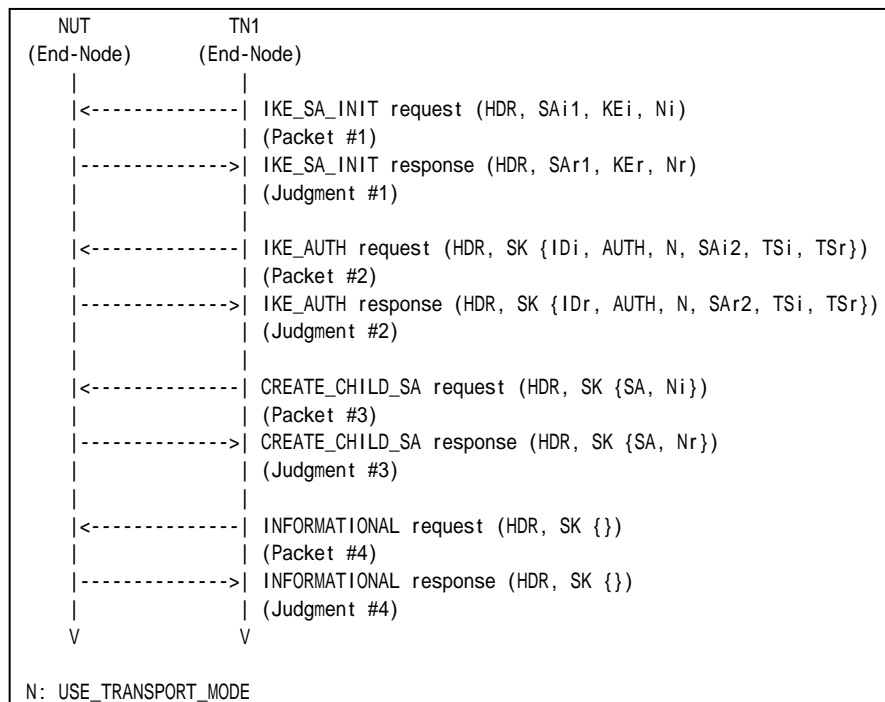 NUT TN1
(End-Node) (End-Node)
| |
|<--------------| IKE_SA_INIT request (HDR, SAi1, KEi, Ni)
| | (Packet #1)
|-------------->| IKE_SA_INIT response (HDR, SAr1, KEr, Nr)
| | (Judgment #1)
| |
|<--------------| IKE_AUTH request (HDR, SK {IDi, AUTH, N, SAi2, TSi, TSr})
| | (Packet #2)
|-------------->| IKE_AUTH response (HDR, SK {IDr, AUTH, N, SAr2, TSi, TSr})
| | (Judgment #2)
| |
|<--------------| CREATE_CHILD_SA request (HDR, SK {SA, Ni})
| | (Packet #3)
|-------------->| CREATE_CHILD_SA response (HDR, SK {SA, Nr})
| | (Judgment #3)
| |
|<--------------| INFORMATIONAL request (HDR, SK {})
| | (Packet #4)
|-------------->| INFORMATIONAL response (HDR, SK {})
| | (Judgment #4)
V V
N: USE_TRANSPORT_MODE